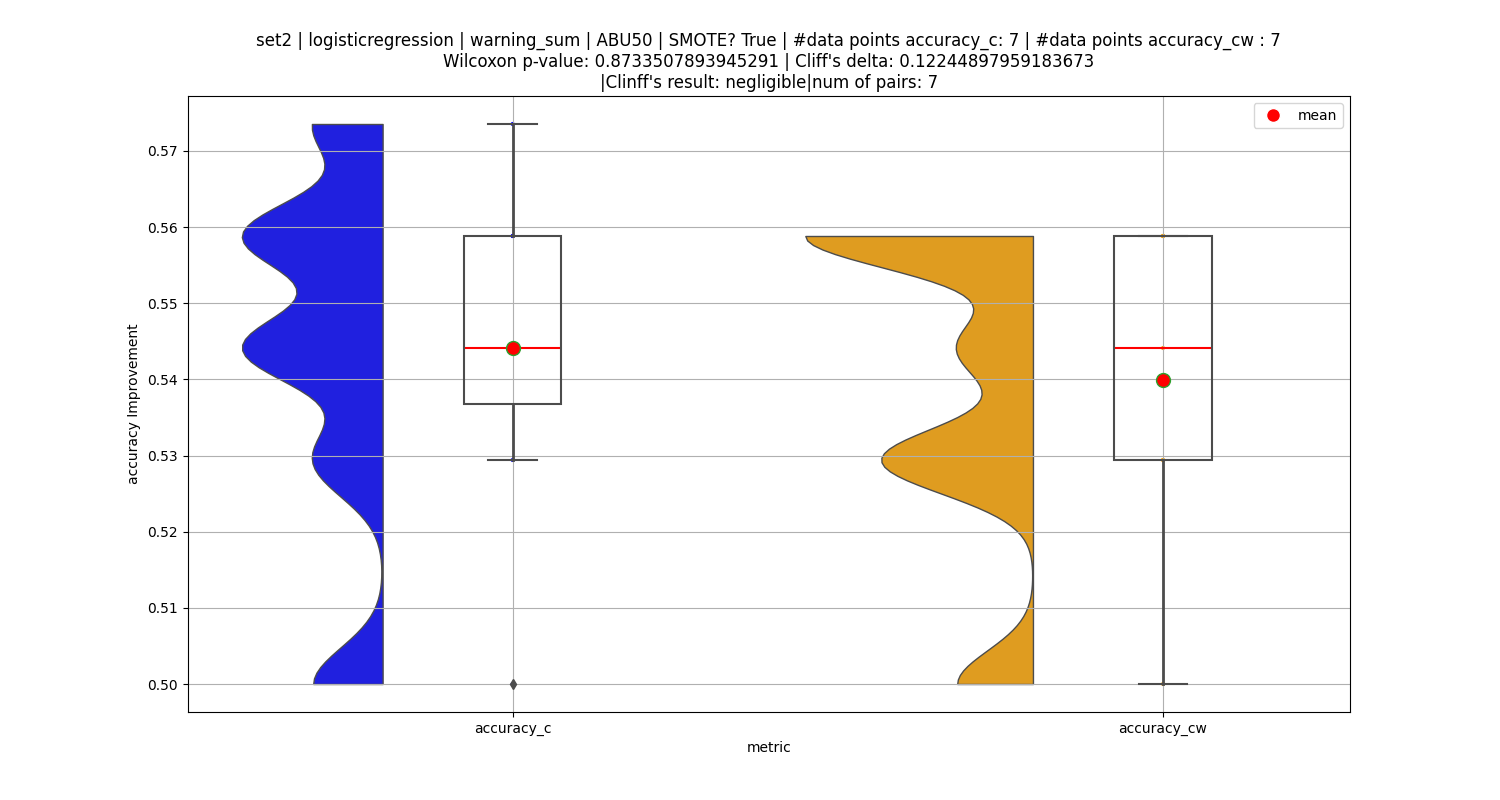 set2 | logisticregression | warning_sum | ABU50 | SMOTE? True | #data points accuracy_c: 7 | #data points accuracy_cw : 7
Wilcoxon p-value: 0.8733507893945291 | Cliff's delta: 0.12244897959183673
|Clinff's result: negligible|num of pairs: 7
mean
0.57
0.56
0.55
0.54
0.53
0.52
0.51
0.50
accuracy Improvement
accuracy_c
accuracy_cw
metric